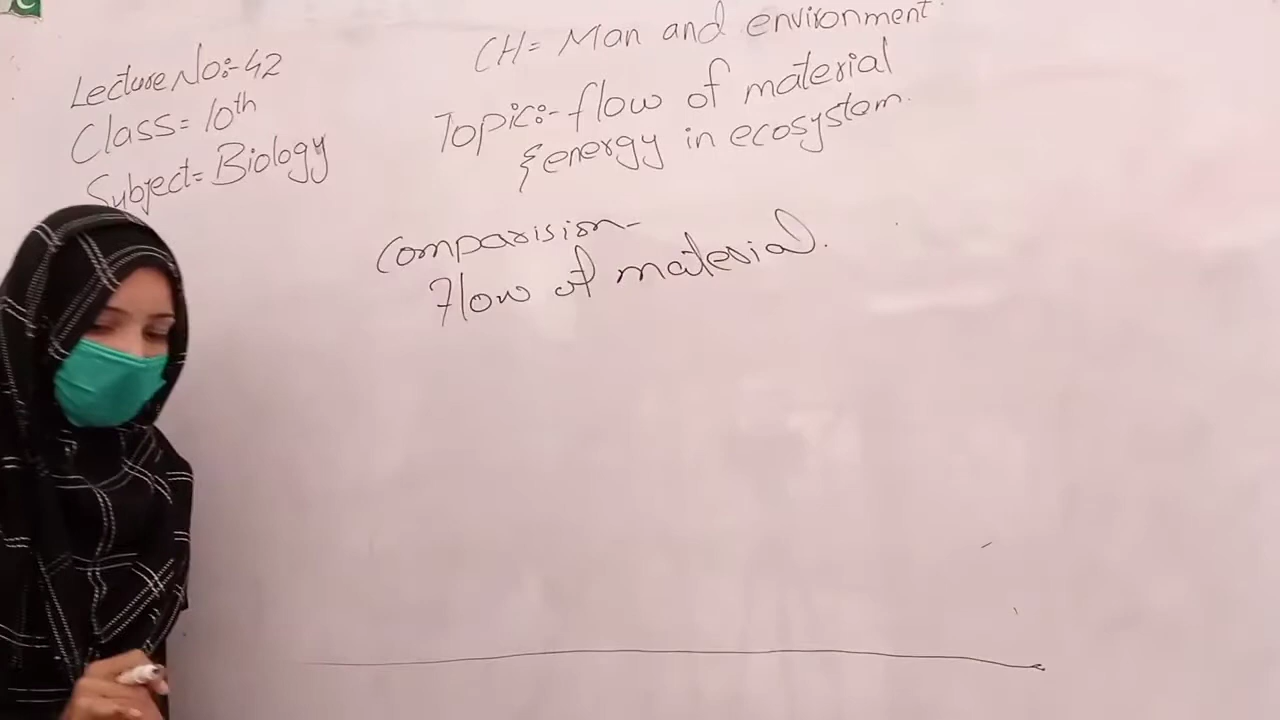 Lecture No:-42
Class= 10th
Subject= Biology
CH= Man and environment.
Topic:- flow of material
& energy in ecosystem.
Comparision-
Flow of material.